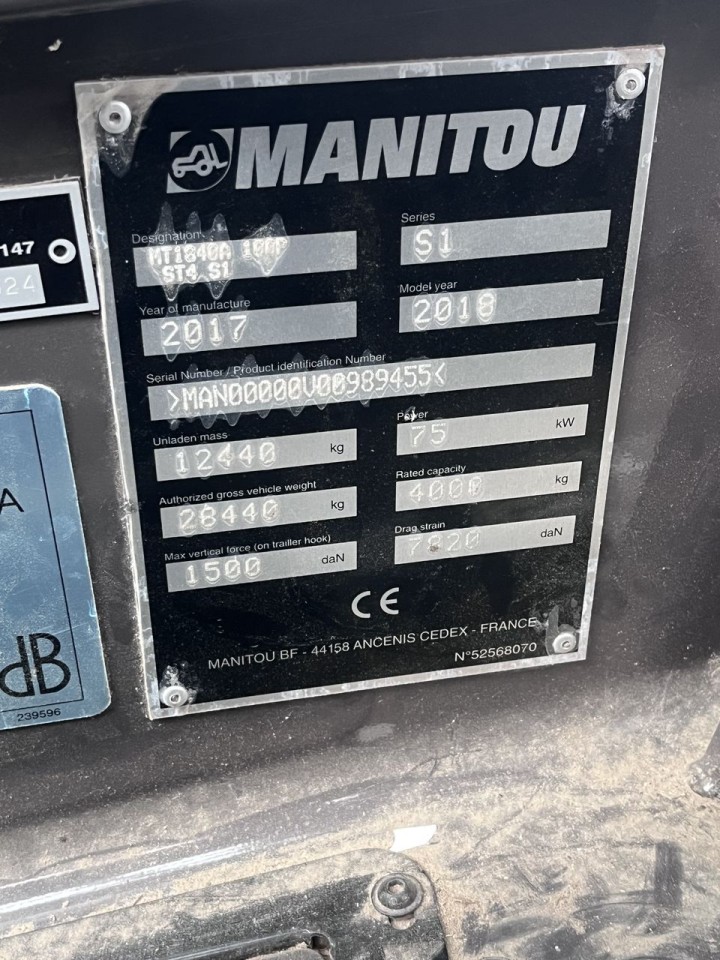 MANITOU
Designation
MT1840A 100P
ST4 S1
Series
S1
Year of manufacture
2017
Model year
2018
Serial Number / Product identification Number
>MAN00000V00989455<
Unladen mass
12440 kg
Power
75 kW
Authorized gross vehicle weight
28440 kg
Rated capacity
4000 kg
Max vertical force (on trailler hook)
1500 daN
Drag strain
7820 daN
CE
MANITOU BF - 44158 ANCENIS CEDEX - FRANCE
N°52568070
147
24
A
dB
239596